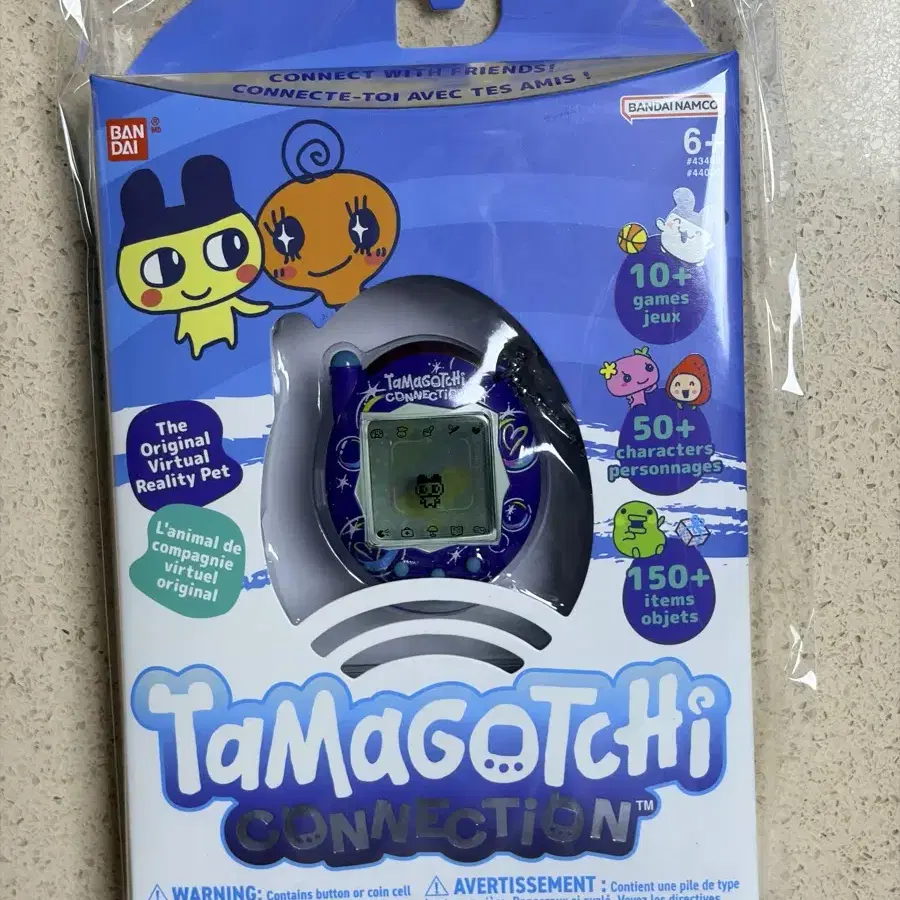 CONNECT WITH FRIENDS!
CONNECTE-TOI AVEC TES AMIS !
BAN
DAI
®
MD
BANDAI NAMCO
6+
10+
games
jeux
TAMAGOTCHI
CONNECTION
50+
characters
personnages
The
Original
Virtual
Reality Pet
L'animal de
compagnie
virtuel
original
150+
items
objets
TAMAGOTCHI
CONNECTION™
WARNING: Contains button or coin cell
AVERTISSEMENT : Contient une pile de type